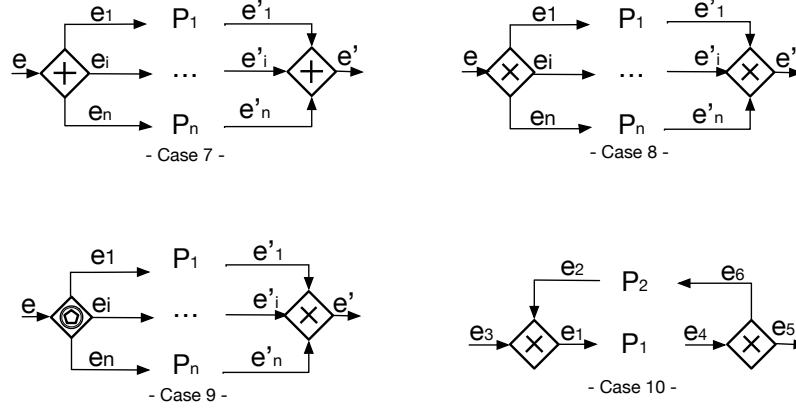 e1 P1 e'1
e ei ... e'i e'
en Pn e'n
- Case 7 -
e1 P1 e'1
e ei ... e'i e'
en Pn e'n
- Case 8 -
e1 P1 e'1
e ei ... e'i e'
en Pn e'n
- Case 9 -
e2 P2 e6
e3 e1 P1 e4 e5
- Case 10 -